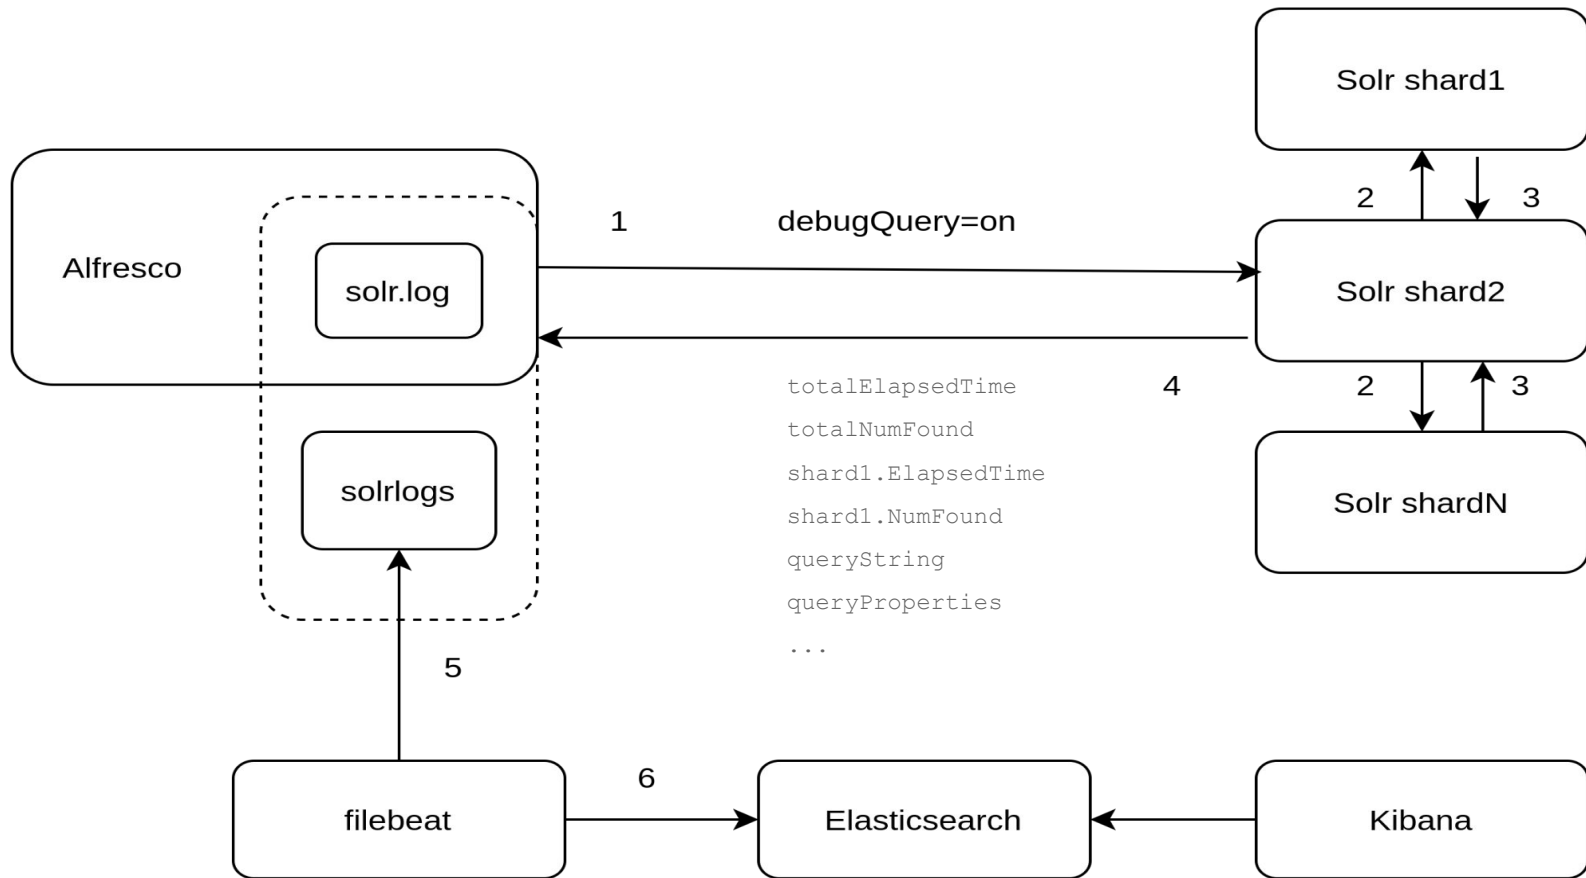 Solr shard1
2
3
1
debugQuery=on
Alfresco
solr.log
Solr shard2
totalElapsedTime
4
2
3
totalNumFound
shard1.ElapsedTime
solrlogs
shard1.NumFound
Solr shardN
queryString
queryProperties
...
5
6
filebeat
Elasticsearch
Kibana